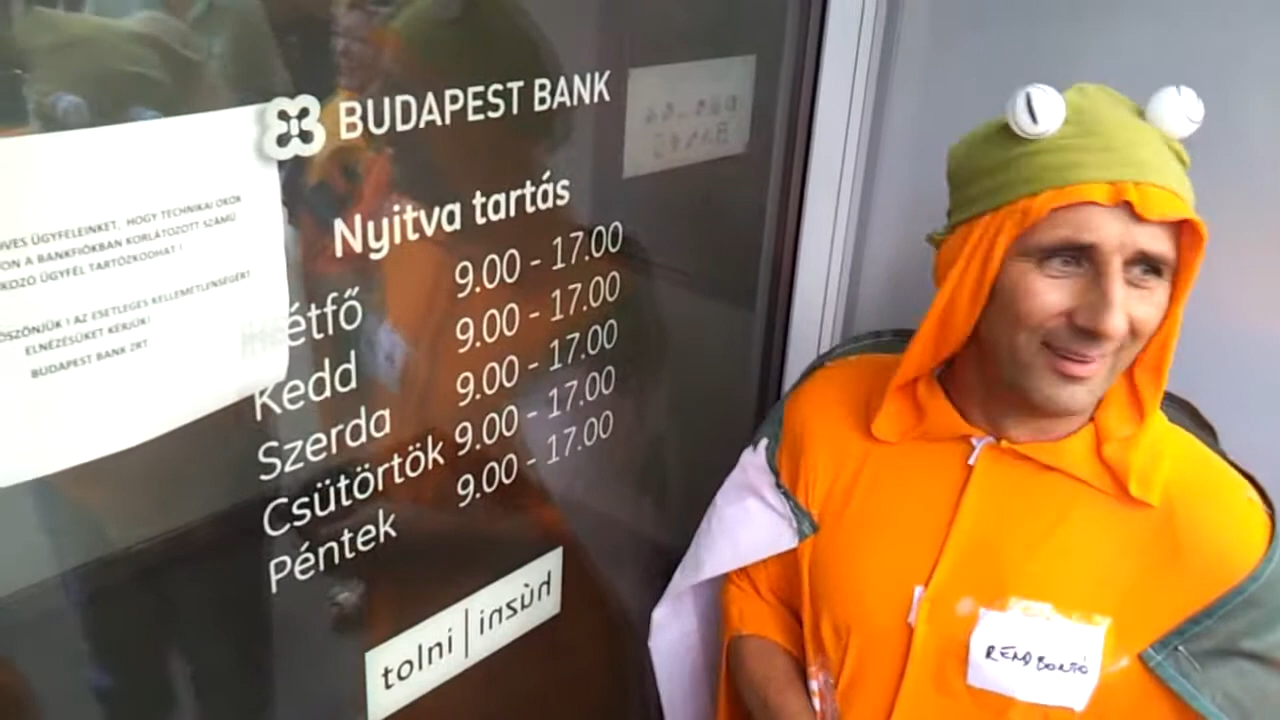 BUDAPEST BANK
ÜGYFELEINKET, HOGY TECHNIKAI OKOK
A BANKFIÓKBAN KORLÁTOZOTT SZÁMÚ
ÜGYFÉL TARTÓZKODHAT !
! AZ ESETLEGES KELLEMETLENSÉGÉRT
ELNÉZÉSÜKET KÉRJÜK!
BUDAPEST BANK ZRT
Nyitva tartás
étfő 9.00 - 17.00
Kedd 9.00 - 17.00
Szerda 9.00 - 17.00
Csütörtök 9.00 - 17.00
Péntek 9.00 - 17.00
tolni | húzni
RENDBONTÓ